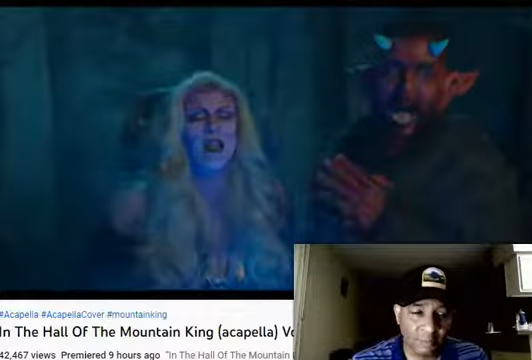 #Acapella #AcapellaCover #mountainking
In The Hall Of The Mountain King (acapella) Vo
42,467 views Premiered 9 hours ago "In The Hall Of The Mountain